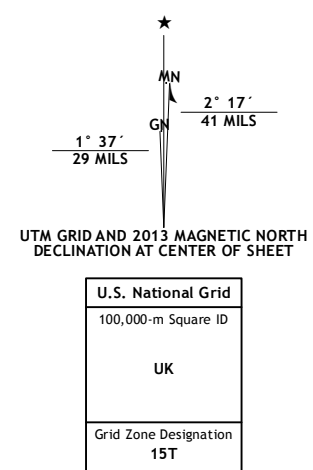 ★
MN
GN
2° 17´
41 MILS
1° 37´
29 MILS
UTM GRID AND 2013 MAGNETIC NORTH
DECLINATION AT CENTER OF SHEET
U.S. National Grid
100,000-m Square ID
UK
Grid Zone Designation
15T